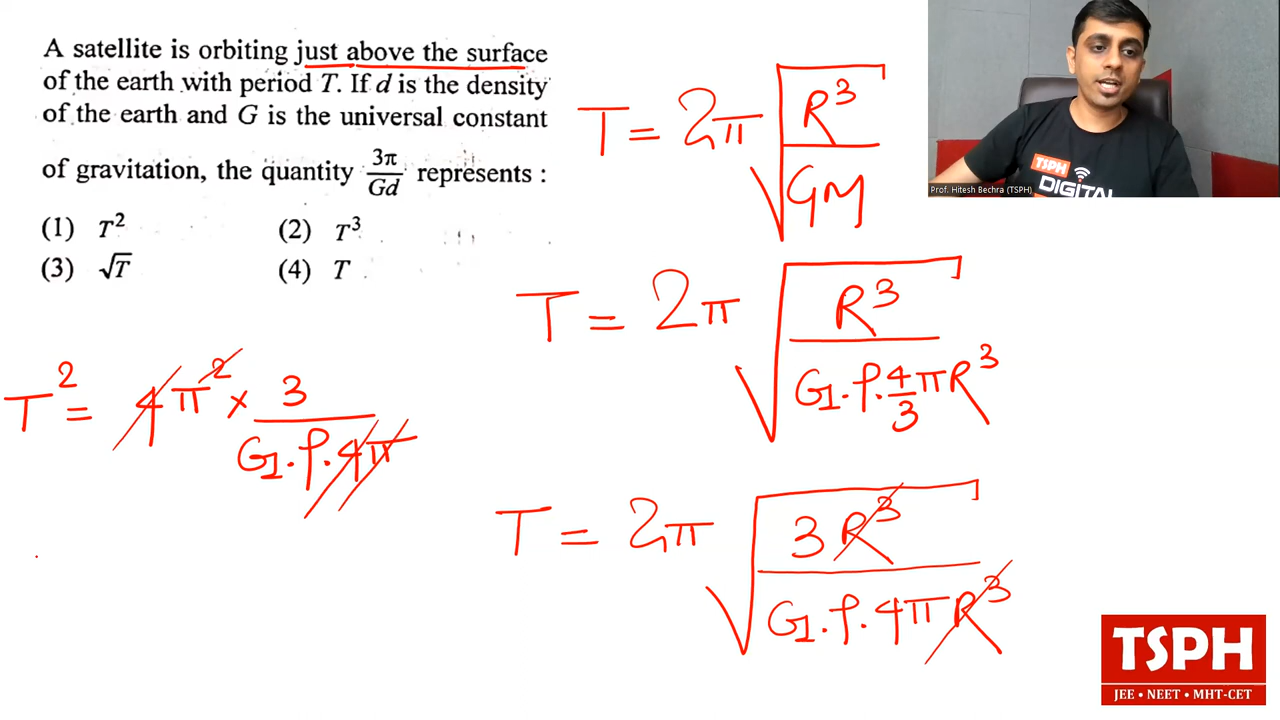 A satellite is orbiting just above the surface
of the earth with period T. If d is the density
of the earth and G is the universal constant
of gravitation, the quantity 3π/Gd represents :
(1) T²
(2) T³
(3) √T
(4) T
T² = 4π² × 3/G.ρ.4π
T = 2π √R³/GM
T = 2π √R³/G.ρ.4/3πR³
T = 2π √3R³/G.ρ.4πR³
TSPH
DIGITAL
Prof. Hitesh Bechra (TSPH)
TSPH
JEE • NEET • MHT-CET